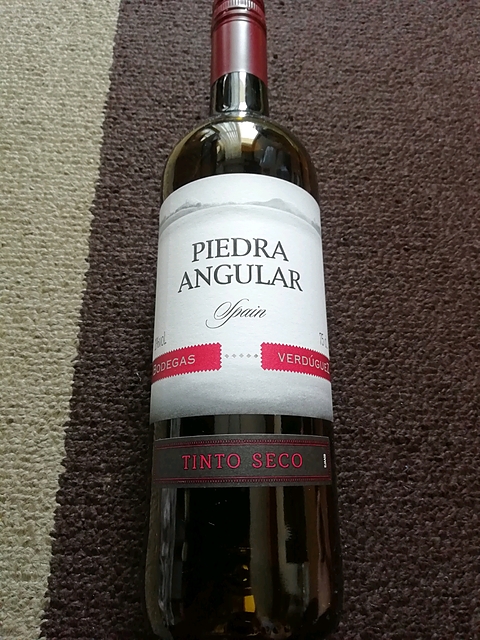 PIEDRA
ANGULAR
Spain
BODEGAS VERDÚGUEZ
TINTO SECO